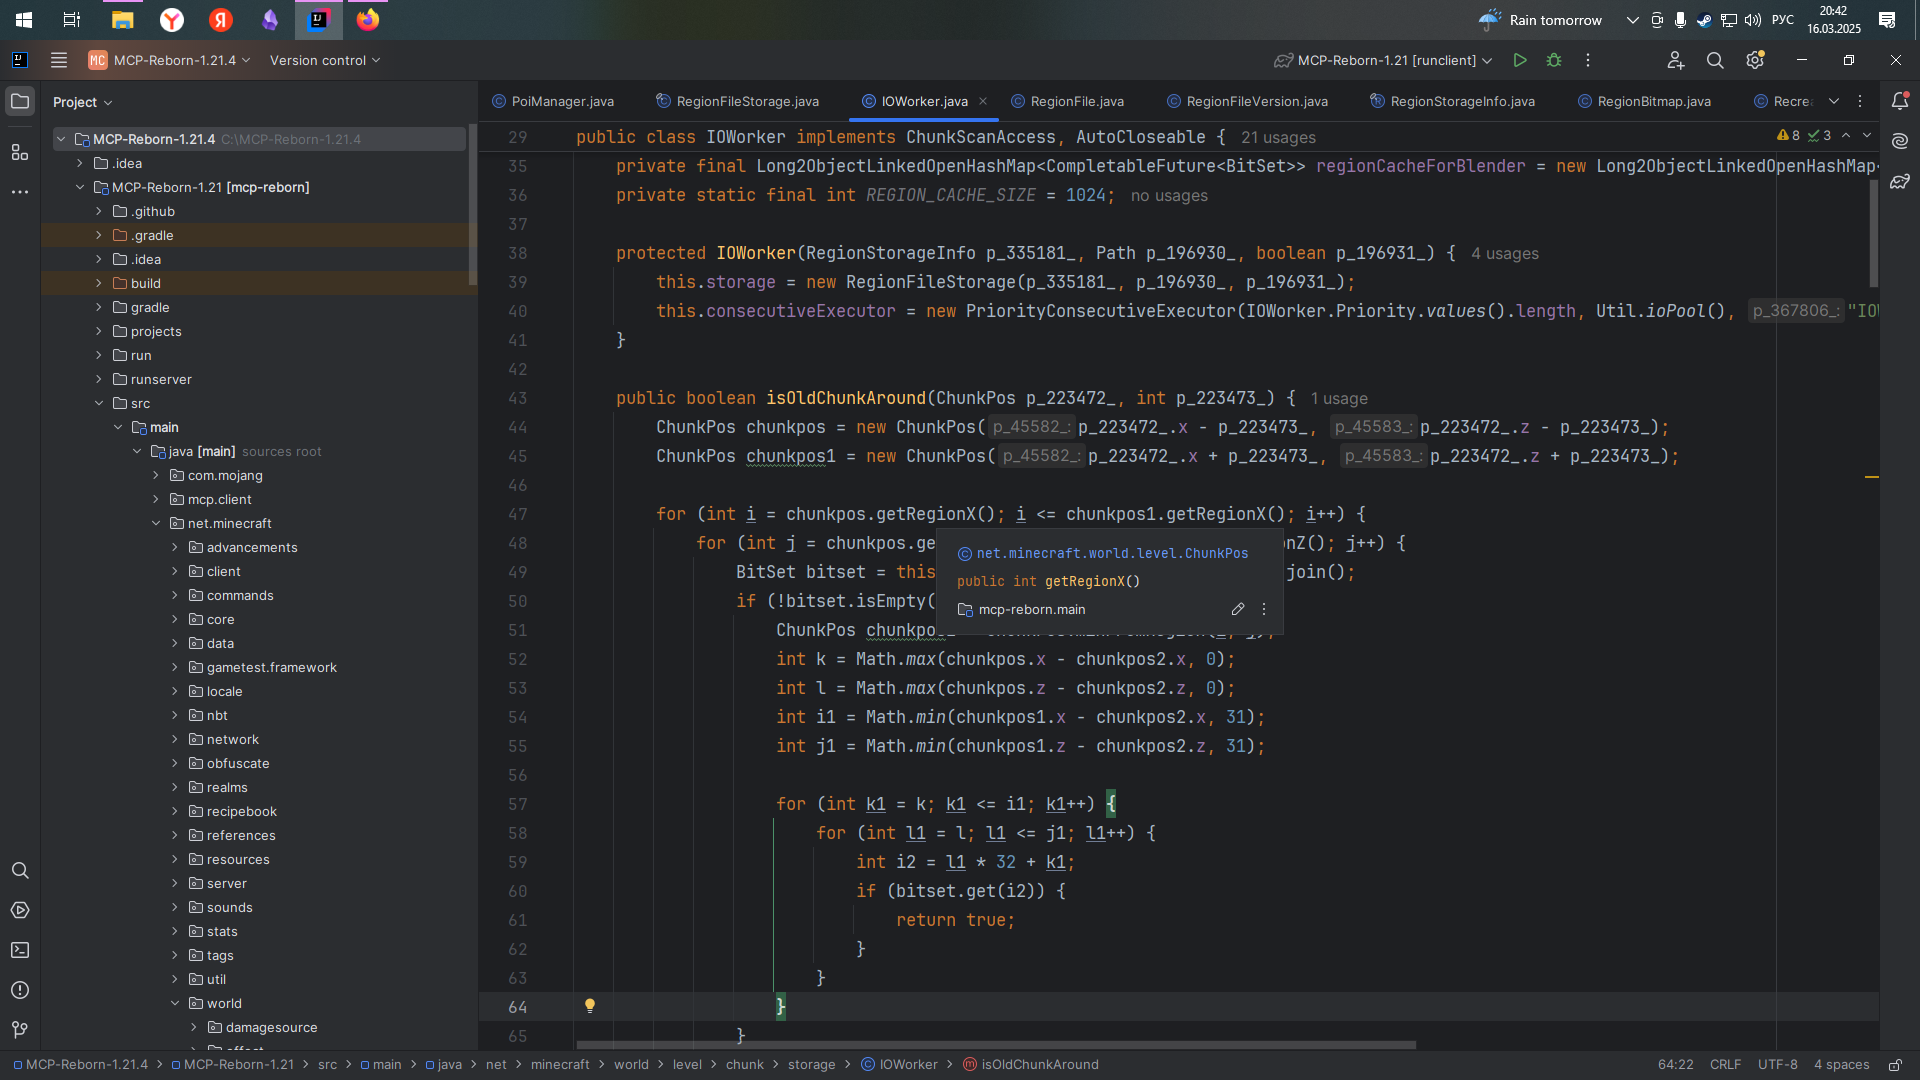 Rain tomorrow
РУС
20:42
16.03.2025
MC MCP-Reborn-1.21.4
Version control
MCP-Reborn-1.21 [runclient]
Project
MCP-Reborn-1.21.4 C:\MCP-Reborn-1.21.4
.idea
MCP-Reborn-1.21 [mcp-reborn]
.github
.gradle
.idea
build
gradle
projects
run
runserver
src
main
java [main] sources root
com.mojang
mcp.client
net.minecraft
advancements
client
commands
core
data
gametest.framework
locale
nbt
network
obfuscate
realms
recipebook
references
resources
server
sounds
stats
tags
util
world
damagesource
PoiManager.java RegionFileStorage.java IOWorker.java RegionFile.java RegionFileVersion.java RegionStorageInfo.java RegionBitmap.java Recrea
29 public class IOWorker implements ChunkScanAccess, AutoCloseable { 21 usages
8 3
35 private final Long2ObjectLinkedOpenHashMap<CompletableFuture<BitSet>> regionCacheForBlender = new Long2ObjectLinkedOpenHashMap<
36 private static final int REGION_CACHE_SIZE = 1024; no usages
37
38 protected IOWorker(RegionStorageInfo p_335181_, Path p_196930_, boolean p_196931_) { 4 usages
39 this.storage = new RegionFileStorage(p_335181_, p_196930_, p_196931_);
40 this.consecutiveExecutor = new PriorityConsecutiveExecutor(IOWorker.Priority.values().length, Util.ioPool(), p_367806_: "IOW
41 }
42
43 public boolean isOldChunkAround(ChunkPos p_223472_, int p_223473_) { 1 usage
44 ChunkPos chunkpos = new ChunkPos( p_45582_: p_223472_.x - p_223473_, p_45583_: p_223472_.z - p_223473_);
45 ChunkPos chunkpos1 = new ChunkPos( p_45582_: p_223472_.x + p_223473_, p_45583_: p_223472_.z + p_223473_);
46
47 for (int i = chunkpos.getRegionX(); i <= chunkpos1.getRegionX(); i++) {
48 for (int j = chunkpos.ge nZ(); j++) {
49 BitSet bitset = this join();
50 if (!bitset.isEmpty(
51 ChunkPos
52 int k = Math.max(chunkpos.x - chunkpos2.x, 0);
53 int l = Math.max(chunkpos.z - chunkpos2.z, 0);
54 int i1 = Math.min(chunkpos1.x - chunkpos2.x, 31);
55 int j1 = Math.min(chunkpos1.z - chunkpos2.z, 31);
56
57 for (int k1 = k; k1 <= i1; k1++) {
58 for (int l1 = l; l1 <= j1; l1++) {
59 int i2 = l1 * 32 + k1;
60 if (bitset.get(i2)) {
61 return true;
62 }
63 }
64 }
65 }
net.minecraft.world.level.ChunkPos
public int getRegionX()
mcp-reborn.main
MCP-Reborn-1.21.4 > MCP-Reborn-1.21 > src > main > java > net > minecraft > world > level > chunk > storage > IOWorker > isOldChunkAround
64:22 CRLF UTF-8 4 spaces